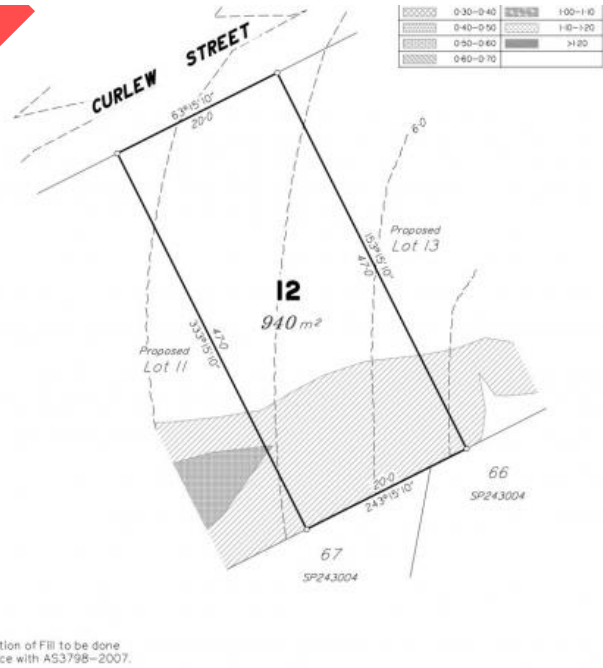 0·30–0·40 1·00–1·10
0·40–0·50 1·10–1·20
0·50–0·60 >1·20
0·60–0·70
CURLEW STREET
63°15'10"
20·0
6·0
Proposed
Lot 13
153°15'10"
47·0
12
940 m²
47·0
333°15'10"
Proposed
Lot 11
20·0
243°15'10"
66
SP243004
67
SP243004
tion of Fill to be done
ce with AS3798–2007.